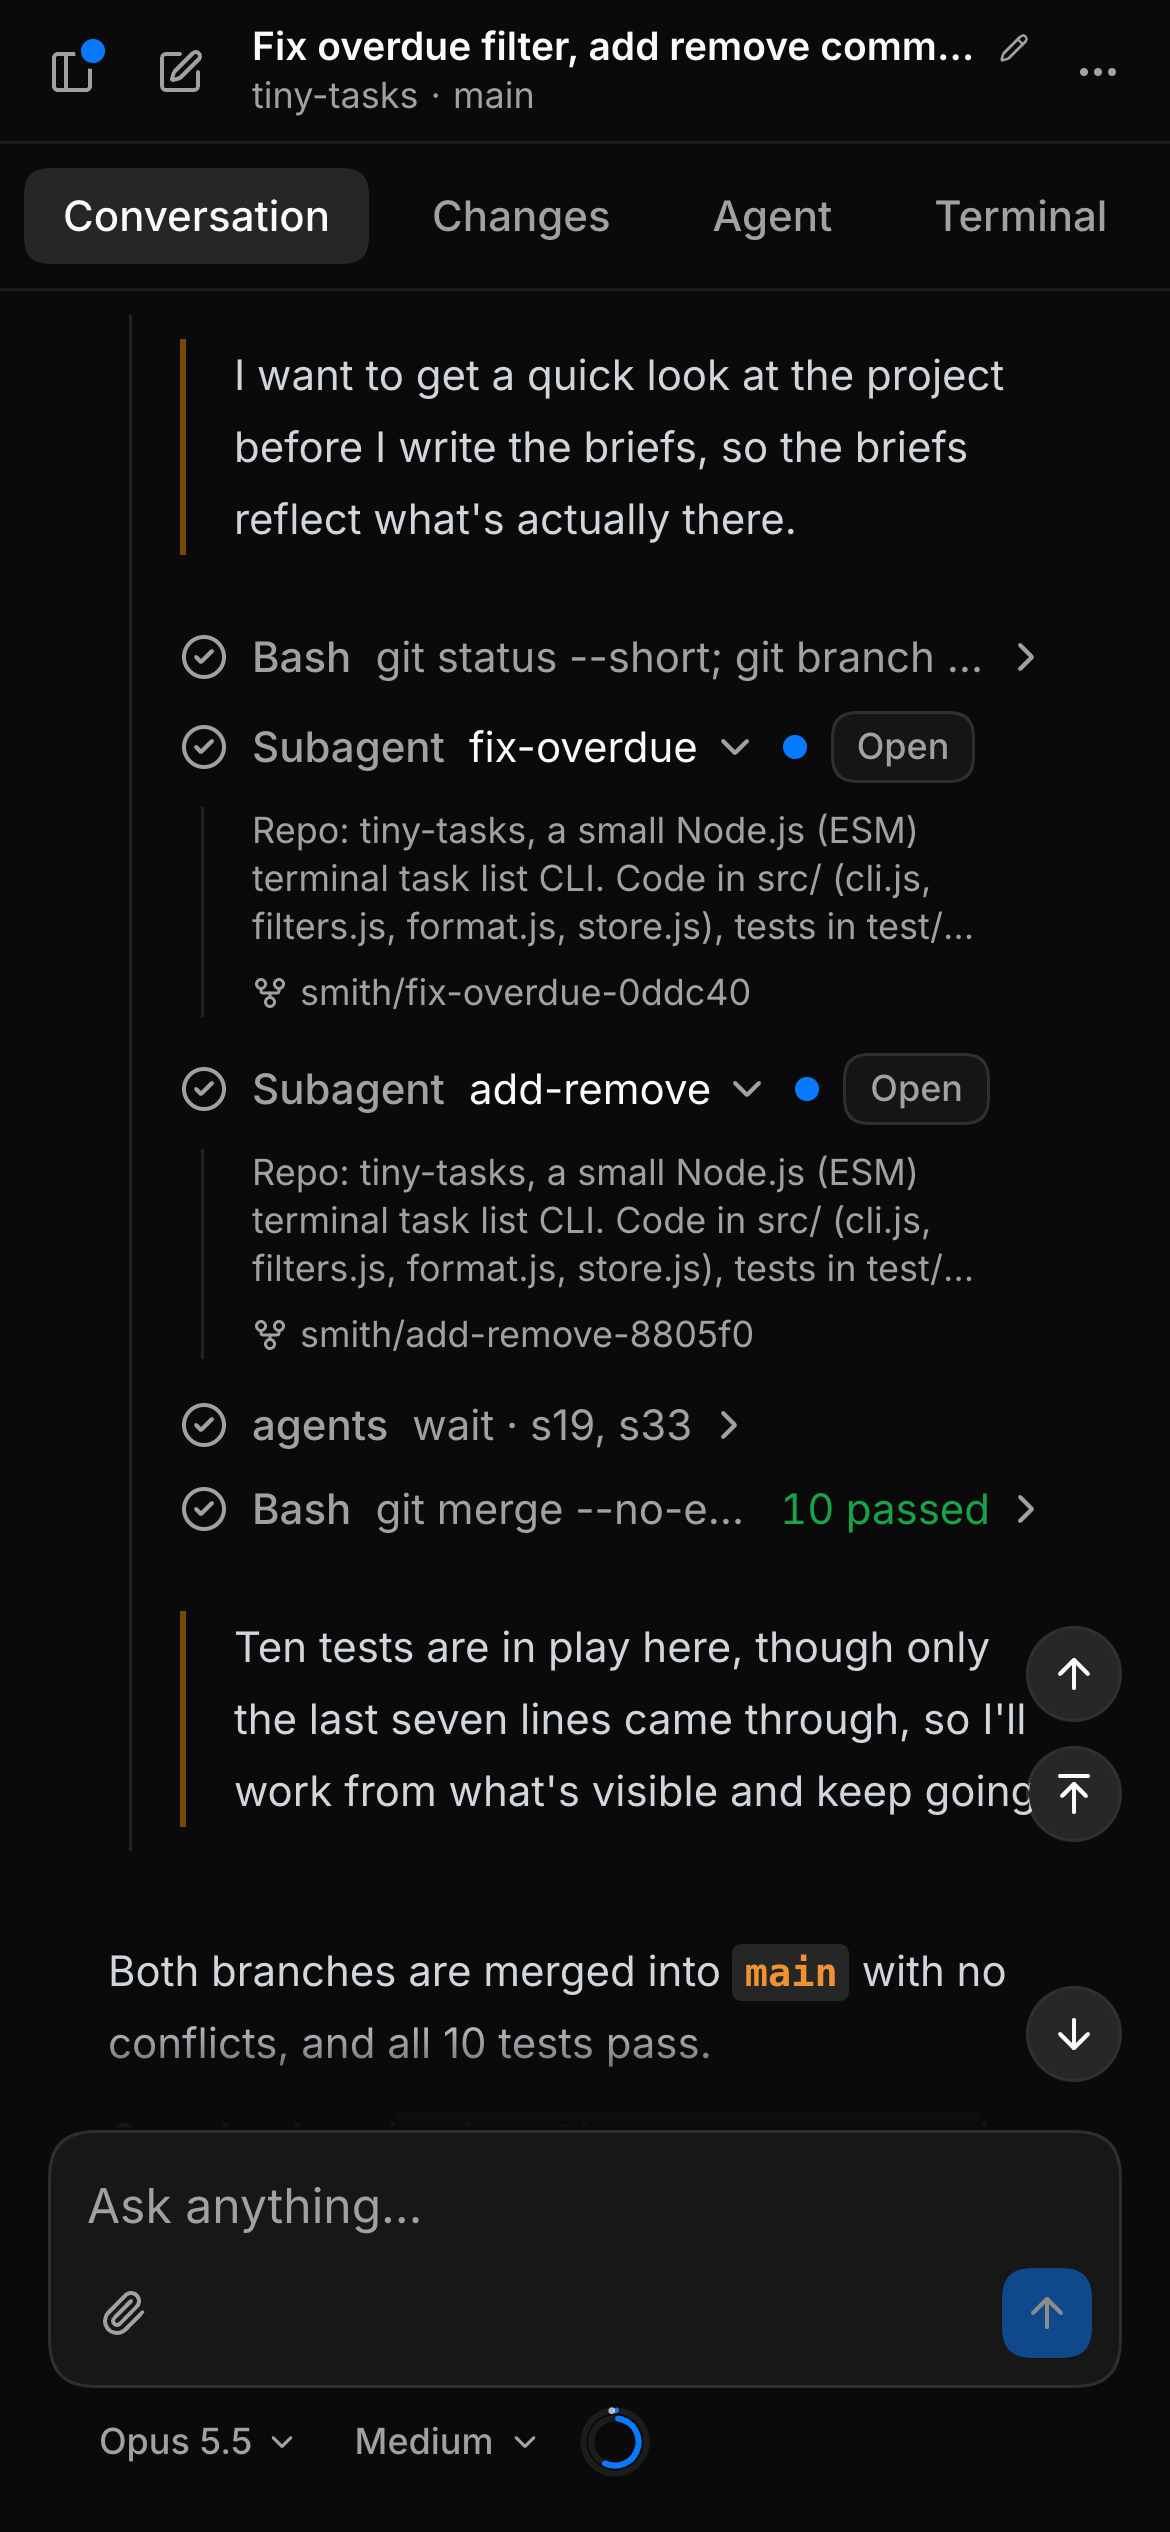 Fix overdue filter, add remove comm...
tiny-tasks · main
Conversation Changes Agent Terminal
I want to get a quick look at the project
before I write the briefs, so the briefs
reflect what's actually there.
Bash git status --short; git branch ...
Subagent fix-overdue Open
Repo: tiny-tasks, a small Node.js (ESM)
terminal task list CLI. Code in src/ (cli.js,
filters.js, format.js, store.js), tests in test/...
smith/fix-overdue-0ddc40
Subagent add-remove Open
Repo: tiny-tasks, a small Node.js (ESM)
terminal task list CLI. Code in src/ (cli.js,
filters.js, format.js, store.js), tests in test/...
smith/add-remove-8805f0
agents wait · s19, s33
Bash git merge --no-e... 10 passed
Ten tests are in play here, though only
the last seven lines came through, so I'll
work from what's visible and keep going
Both branches are merged into main with no
conflicts, and all 10 tests pass.
Ask anything...
Opus 5.5 Medium